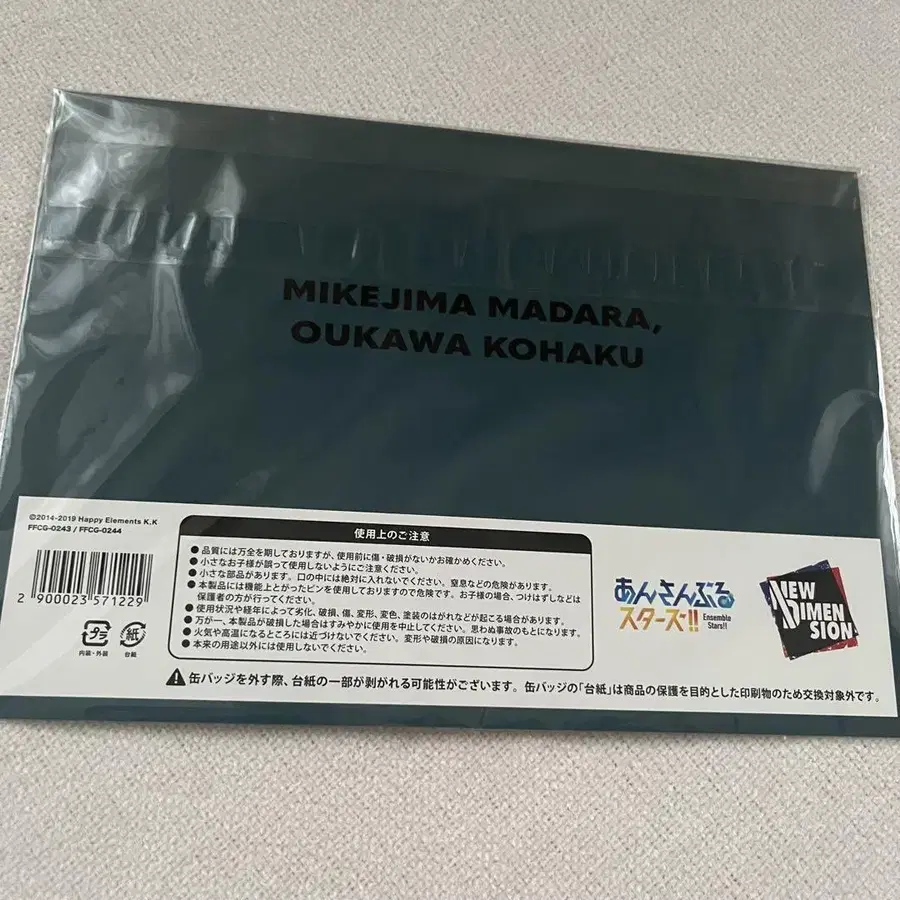 MIKEJIMA MADARA,
OUKAWA KOHAKU
©2014-2019 Happy Elements K.K
FFCG-0243 / FFCG-0244
2 900023 571229
プラ
内装・外装
紙
台紙
使用上のご注意
●品質には万全を期しておりますが、使用前に傷・破損がないかお確かめください。
●小さなお子様が誤って使用しないようにご注意ください。
●小さな部品があります。口の中には絶対に入れないでください。窒息などの危険があります。
●本製品には機能上とがったピンを使用しておりますので危険です。お子様の場合、つけはずしなどは
保護者の方が行ってください。
●使用状況や経年によって劣化、破損、傷、変形、変色、塗装のはがれなどが起こる場合があります。
●万が一、本製品が破損した場合はすみやかに使用を中止してください。思わぬ事故のもとになります。
●火気や高温になるところには近づけないでください。変形や破損の原因になります。
●本来の用途以外には使用しないでください。
あんさんぶる
スターズ!!
Ensemble
Stars!!
NEW
DIMEN
SION
⚠缶バッジを外す際、台紙の一部が剥がれる可能性がございます。缶バッジの「台紙」は商品の保護を目的とした印刷物のため交換対象外です。